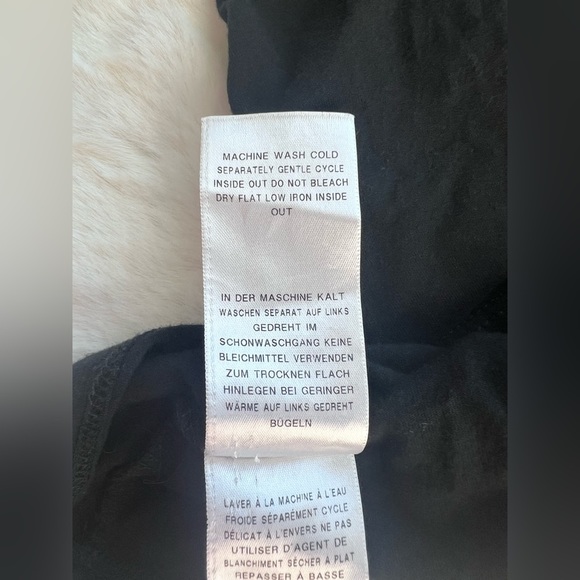 MACHINE WASH COLD
SEPARATELY GENTLE CYCLE
INSIDE OUT DO NOT BLEACH
DRY FLAT LOW IRON INSIDE
OUT
IN DER MASCHINE KALT
WASCHEN SEPARAT AUF LINKS
GEDREHT IM
SCHONWASCHGANG KEINE
BLEICHMITTEL VERWENDEN
ZUM TROCKNEN FLACH
HINLEGEN BEI GERINGER
WÄRME AUF LINKS GEDREHT
BÜGELN
LAVER À LA MACHINE À L'EAU
FROIDE SÉPARÉMENT CYCLE
DÉLICAT À L'ENVERS NE PAS
UTILISER D'AGENT DE
BLANCHIMENT SÉCHER À PLAT
REPASSER À BASSE